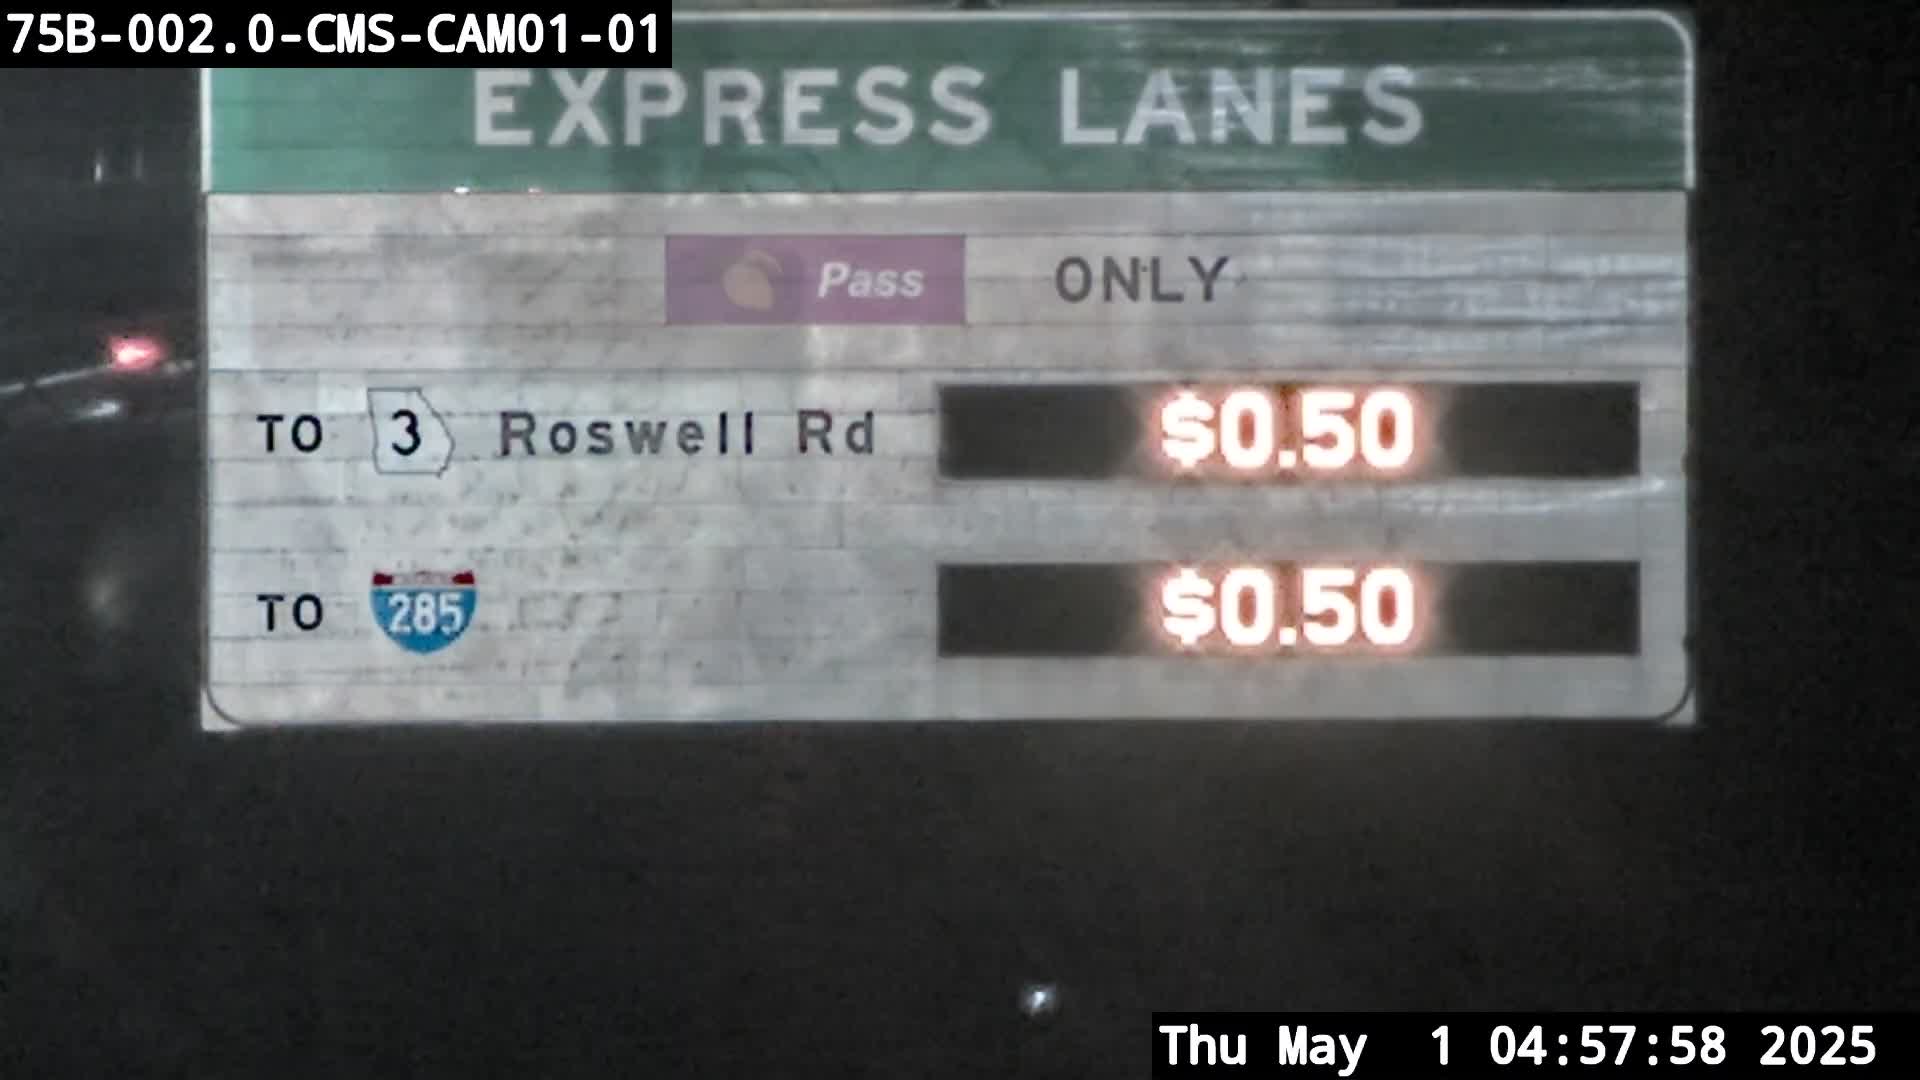 75B-002.0-CMS-CAM01-01
EXPRESS LANES
Pass ONLY
TO 3 Roswell Rd $0.50
TO 285 $0.50
Thu May 1 04:57:58 2025